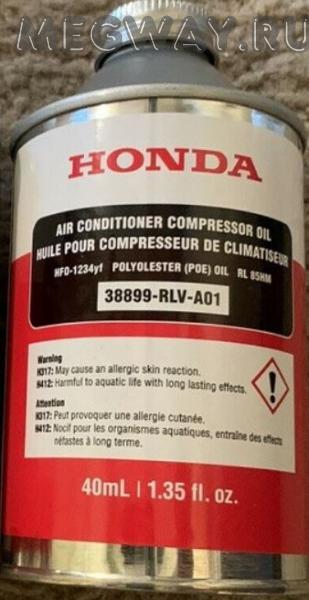 MEGWAY.RU
HONDA
AIR CONDITIONER COMPRESSOR OIL
HUILE POUR COMPRESSEUR DE CLIMATISEUR
HFO-1234yf POLYOLESTER (POE) OIL RL 85HM
38899-RLV-A01
Warning
H317: May cause an allergic skin reaction.
H412: Harmful to aquatic life with long lasting effects.
Attention
H317: Peut provoquer une allergie cutanée.
H412: Nocif pour les organismes aquatiques, entraîne des effects
néfastes à long terme.
40mL | 1.35 fl. oz.